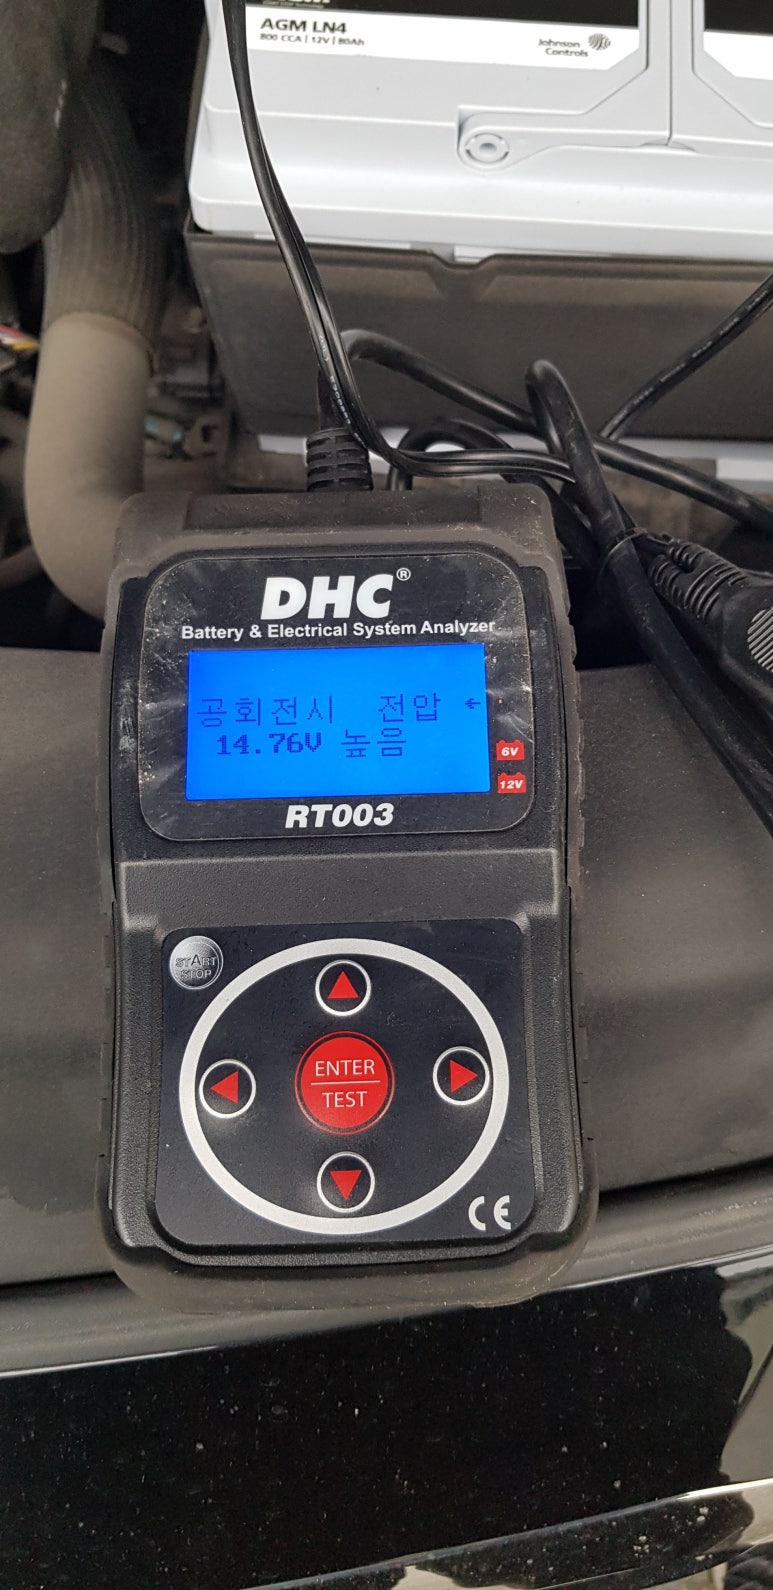 AGM LN4
800 CCA | 12V | 80Ah
Johnson
Controls
DHC®
Battery & Electrical System Analyzer
공회전시 전압 ←
14.76V 높음
6V
12V
RT003
START
STOP
ENTER
TEST
CE